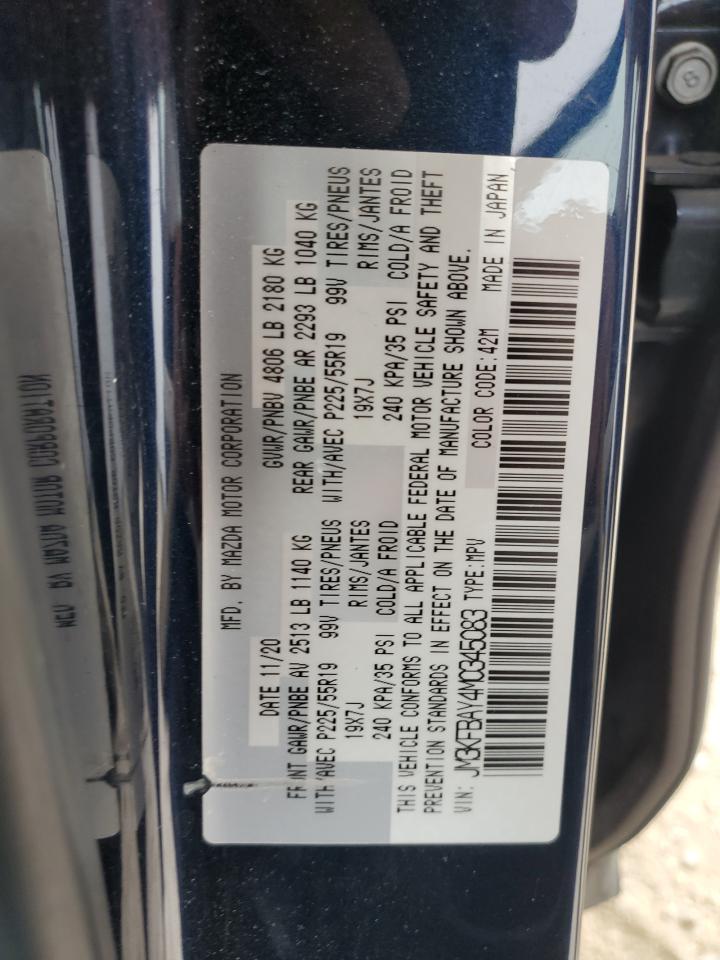 MFD. BY MAZDA MOTOR CORPORATION
DATE 11/20 GVWR/PNBV 4806 LB 2180 KG
FRONT GAWR/PNBE AV 2513 LB 1140 KG REAR GAWR/PNBE AR 2293 LB 1040 KG
WITH/AVEC P225/55R19 99V TIRES/PNEUS WITH/AVEC P225/55R19 99V TIRES/PNEUS
19X7J RIMS/JANTES 19X7J RIMS/JANTES
240 KPA/35 PSI COLD/A FROID 240 KPA/35 PSI COLD/A FROID
THIS VEHICLE CONFORMS TO ALL APPLICABLE FEDERAL MOTOR VEHICLE SAFETY AND THEFT
PREVENTION STANDARDS IN EFFECT ON THE DATE OF MANUFACTURE SHOWN ABOVE.
VIN: JM3KFBAY4M0345083 TYPE:MPV COLOR CODE:42M MADE IN JAPAN
8